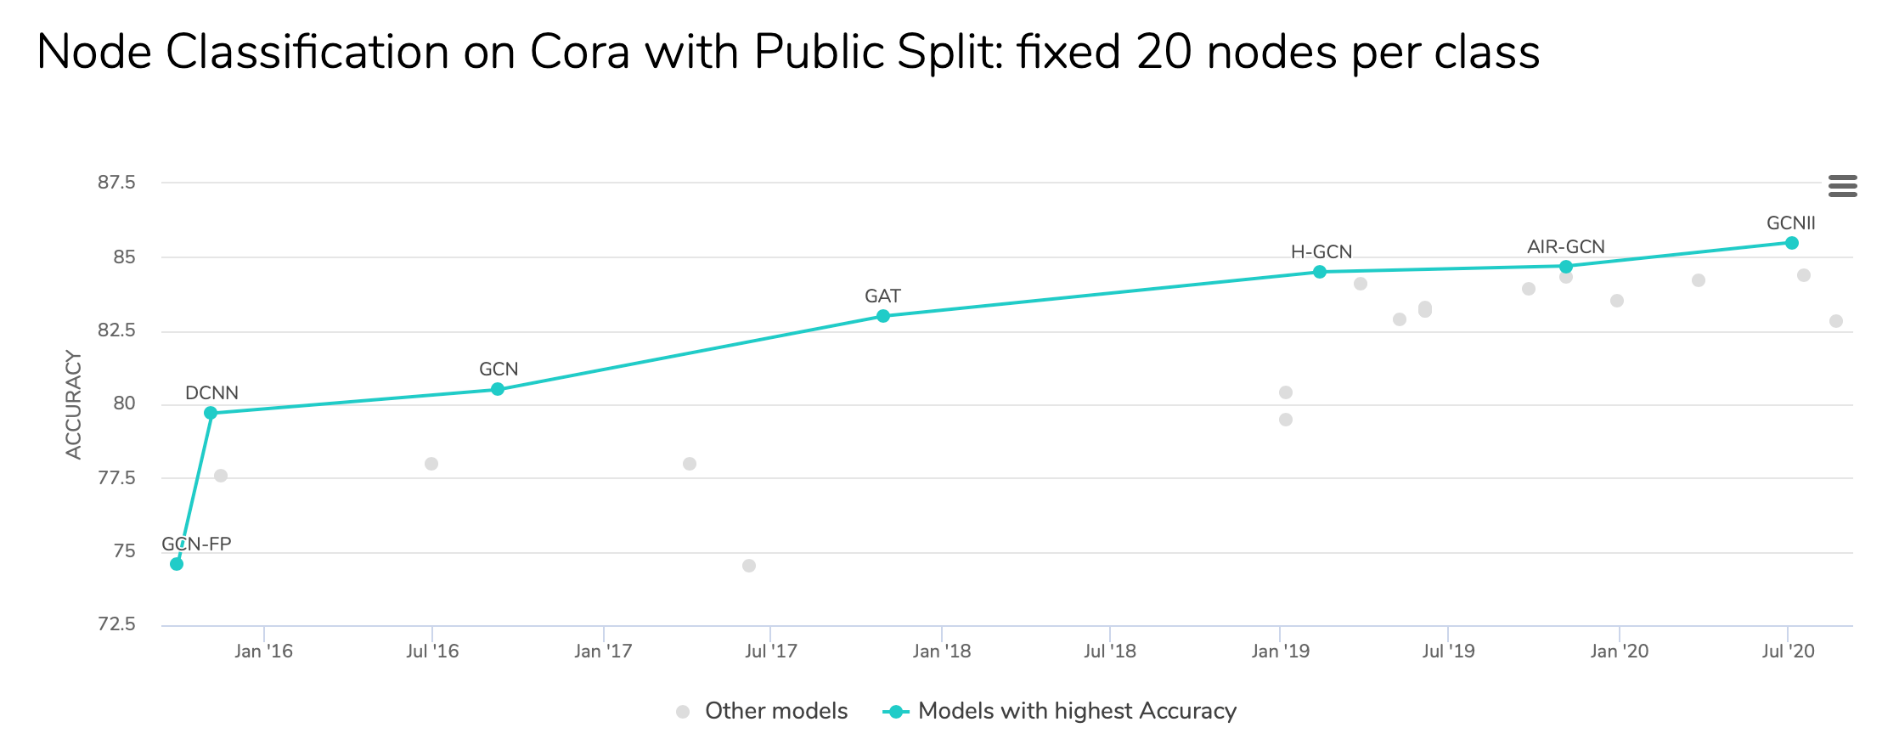 Node Classification on Cora with Public Split: fixed 20 nodes per class
87.5
85
82.5
80
77.5
75
72.5
ACCURACY
GCN-FP
DCNN
GCN
GAT
H-GCN
AIR-GCN
GCNII
Jan '16
Jul '16
Jan '17
Jul '17
Jan '18
Jul '18
Jan '19
Jul '19
Jan '20
Jul '20
Other models
Models with highest Accuracy